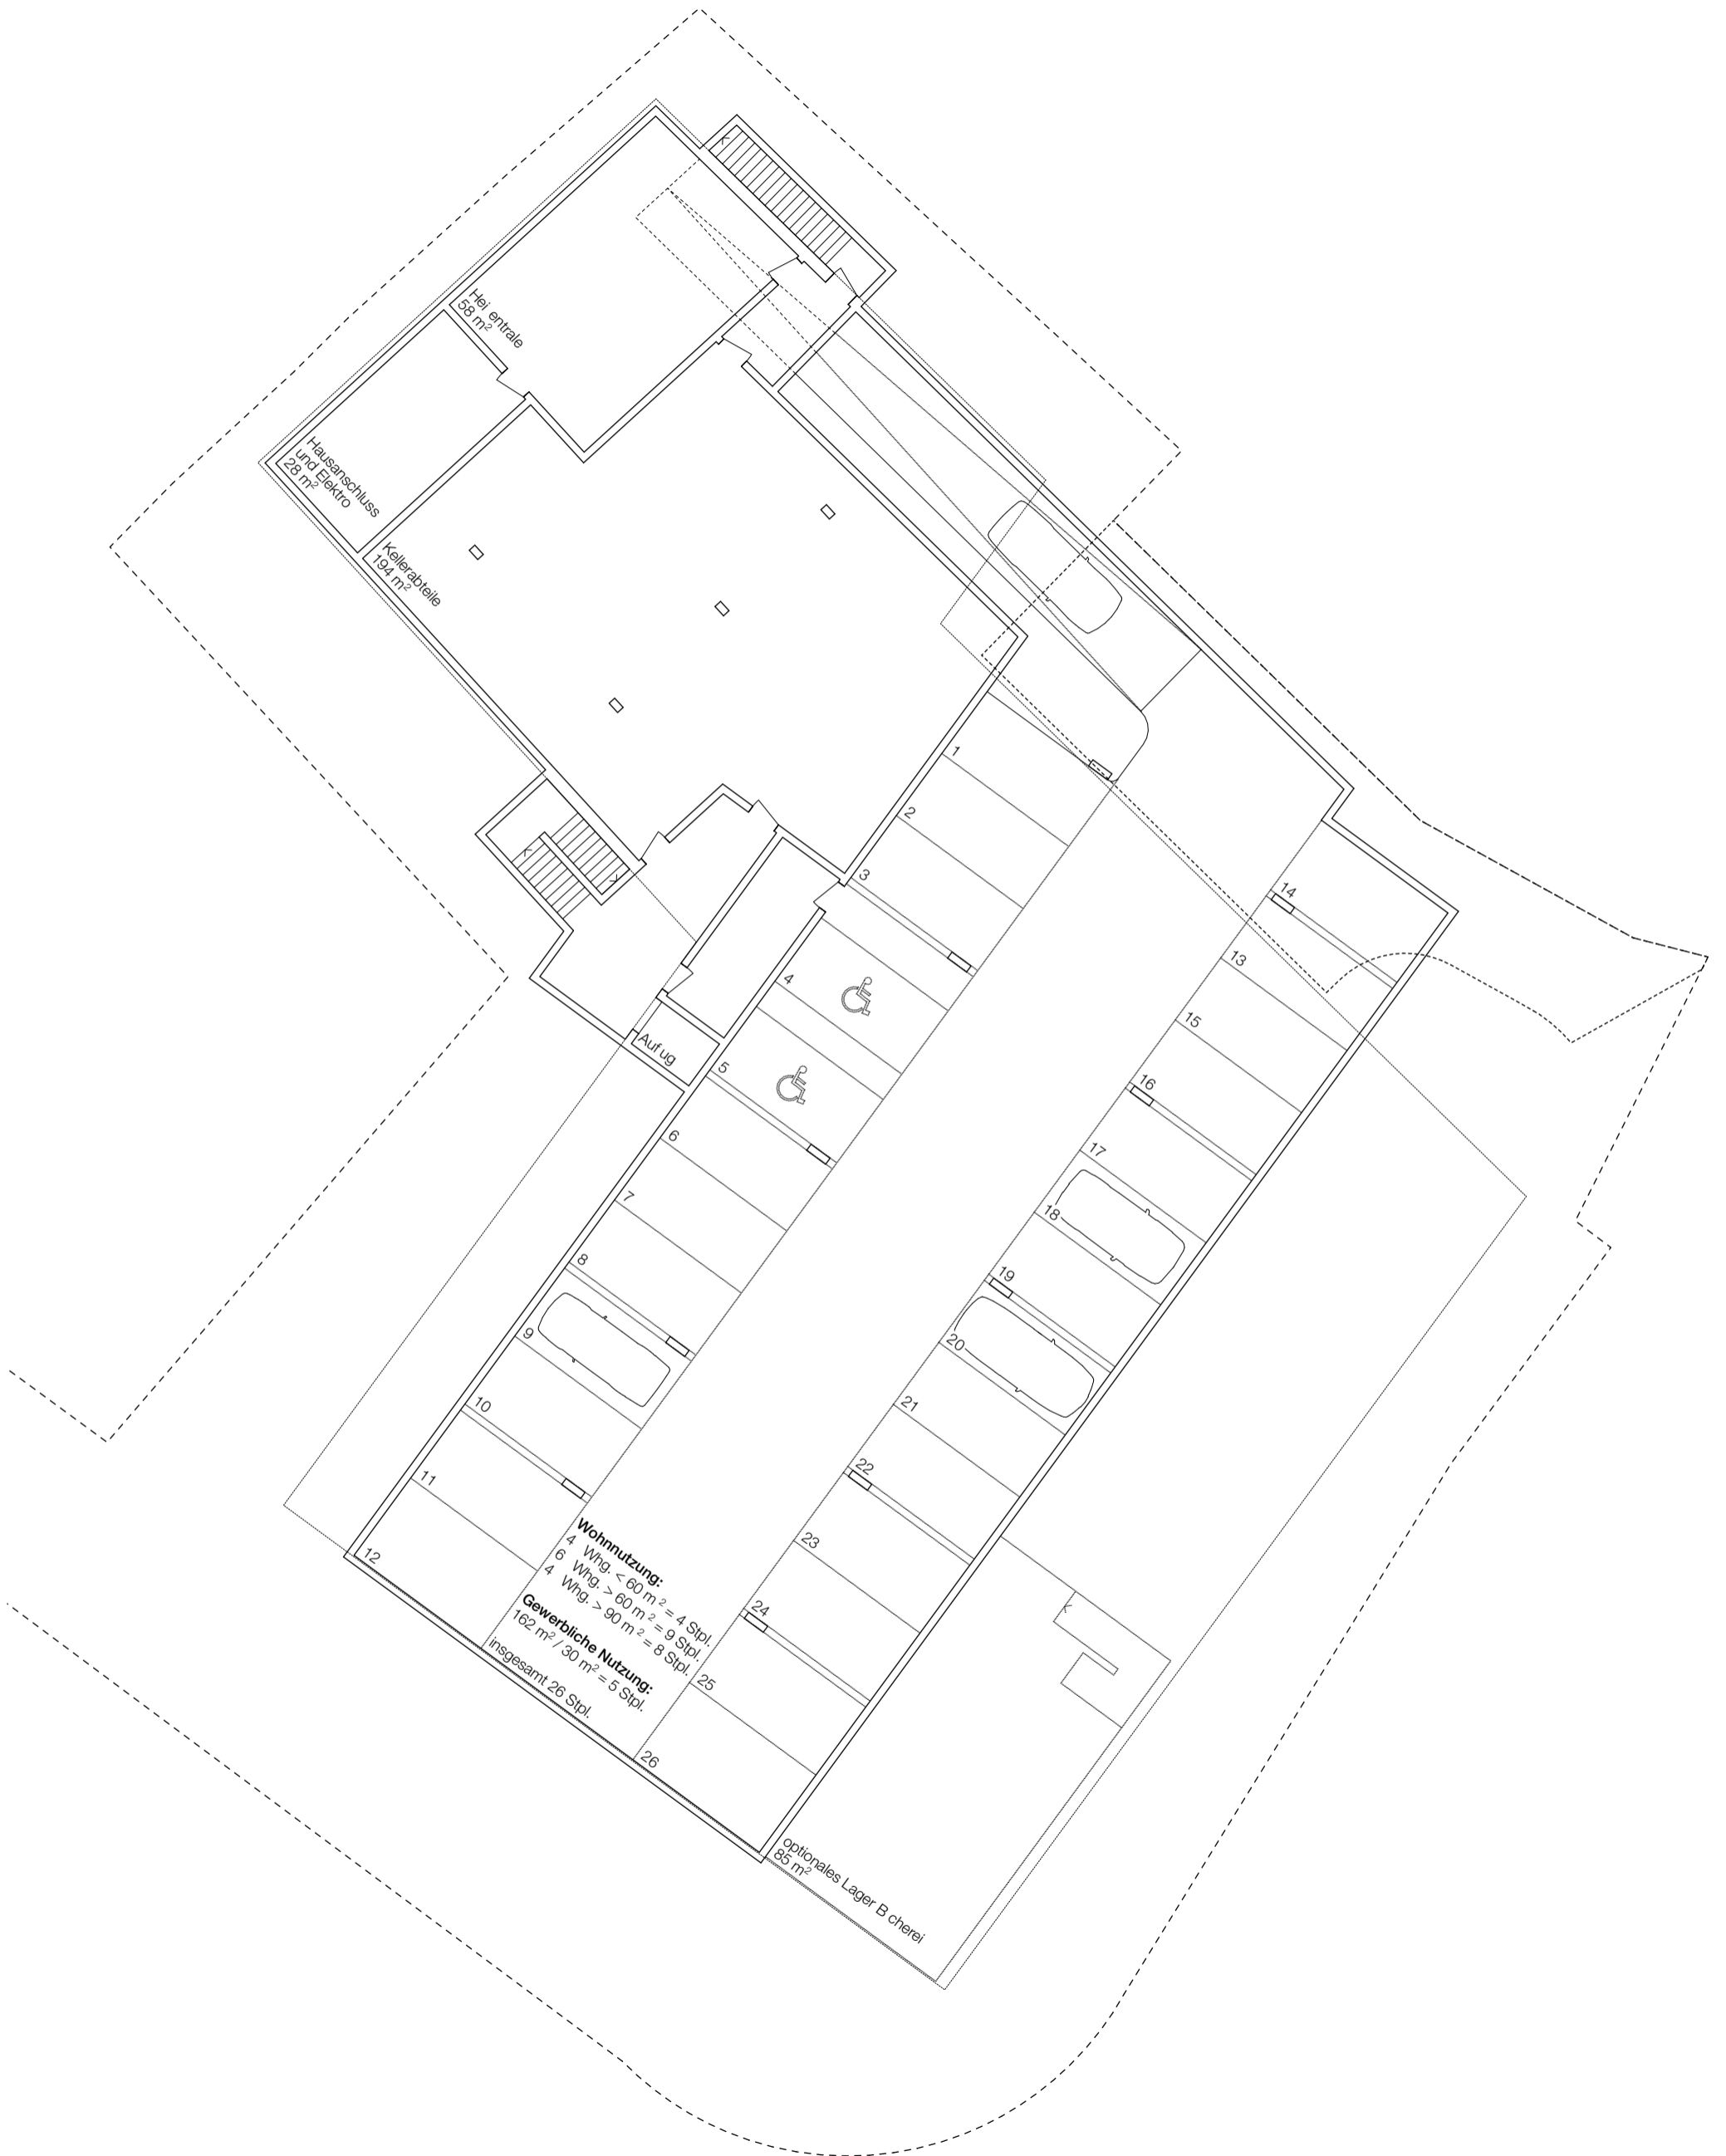 Hei entrale
58 m²
Hausanschluss
und Elektro
28 m²
Kellerabteile
194 m²
1
2
3
4
5
Auf ug
6
7
8
9
10
11
12
14
13
15
16
17
18
19
20
21
22
23
24
25
26
Wohnnutzung:
4 Whg. < 60 m² = 4 Stpl.
6 Whg. > 60 m² = 9 Stpl.
4 Whg. > 90 m² = 8 Stpl.
Gewerbliche Nutzung:
162 m² / 30 m² = 5 Stpl.
insgesamt 26 Stpl.
optionales Lager B cherei
85 m²